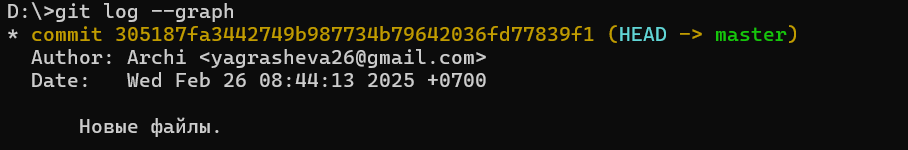 D:\>git log --graph
* commit 305187fa3442749b987734b79642036fd77839f1 (HEAD -> master)
Author: Archi <yagrasheva26@gmail.com>
Date:   Wed Feb 26 08:44:13 2025 +0700
Новые файлы.